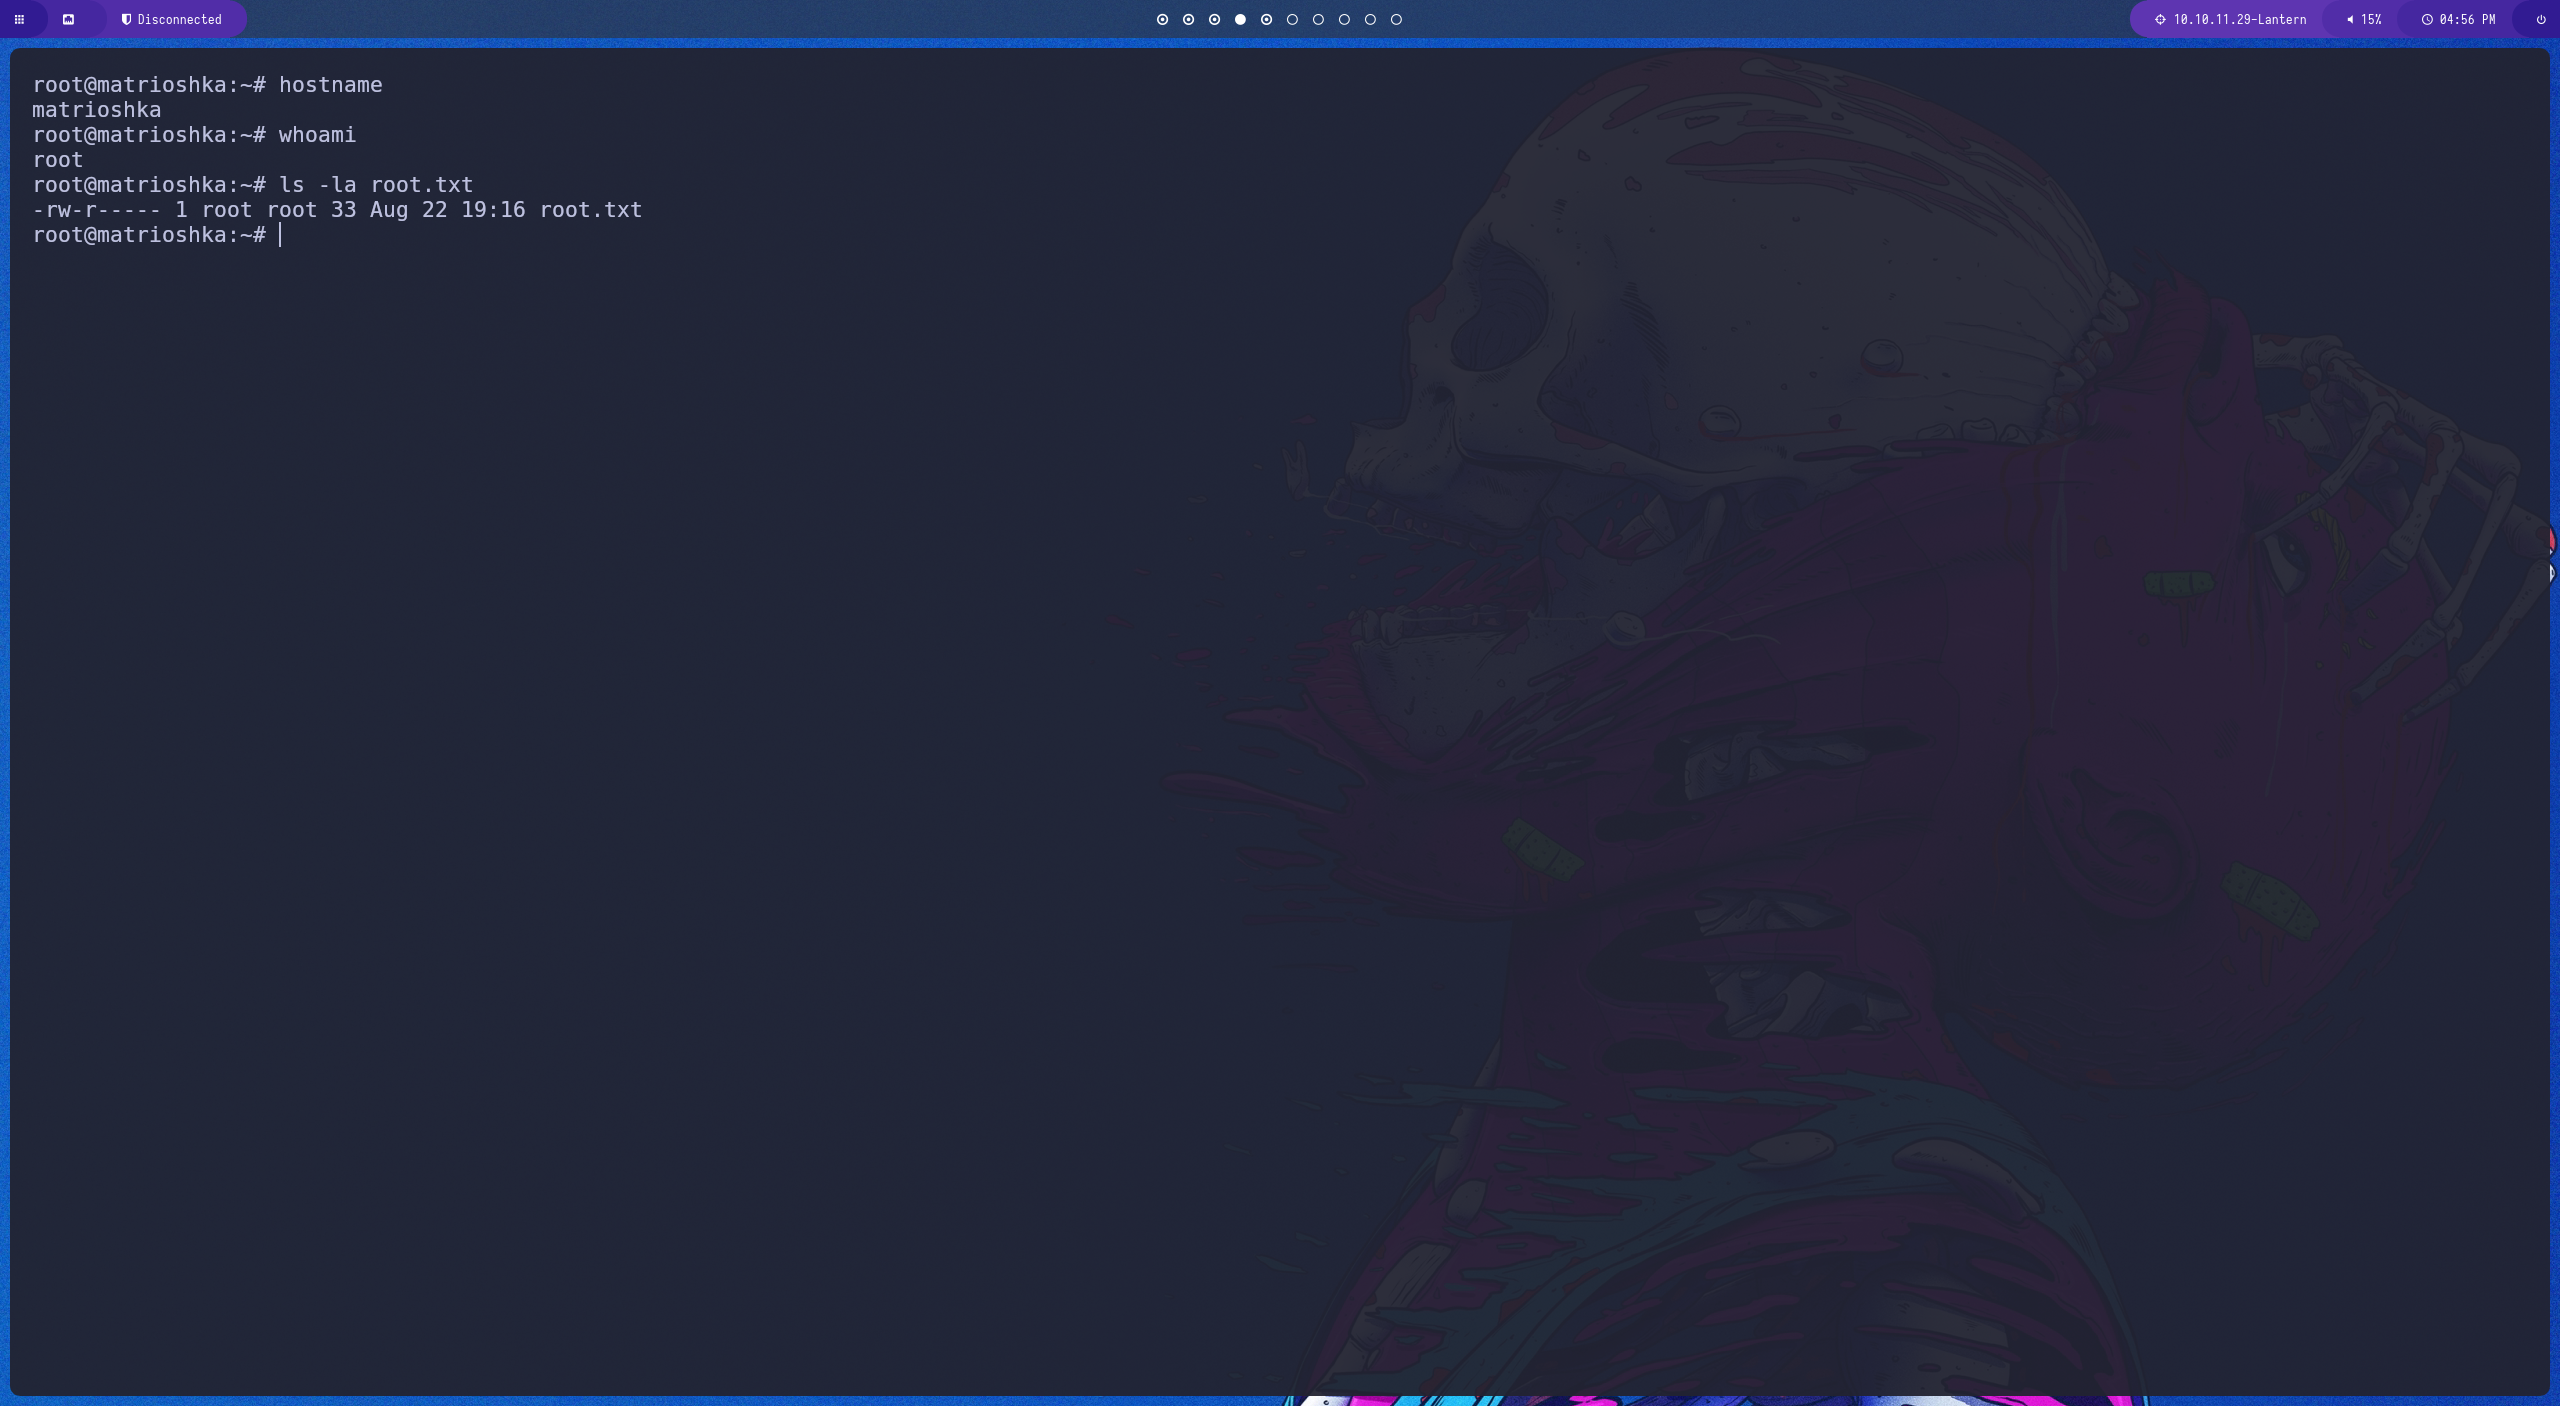 Disconnected
10.10.11.29-Lantern
15%
04:56 PM
root@matrioshka:~# hostname
matrioshka
root@matrioshka:~# whoami
root
root@matrioshka:~# ls -la root.txt
-rw-r----- 1 root root 33 Aug 22 19:16 root.txt
root@matrioshka:~#